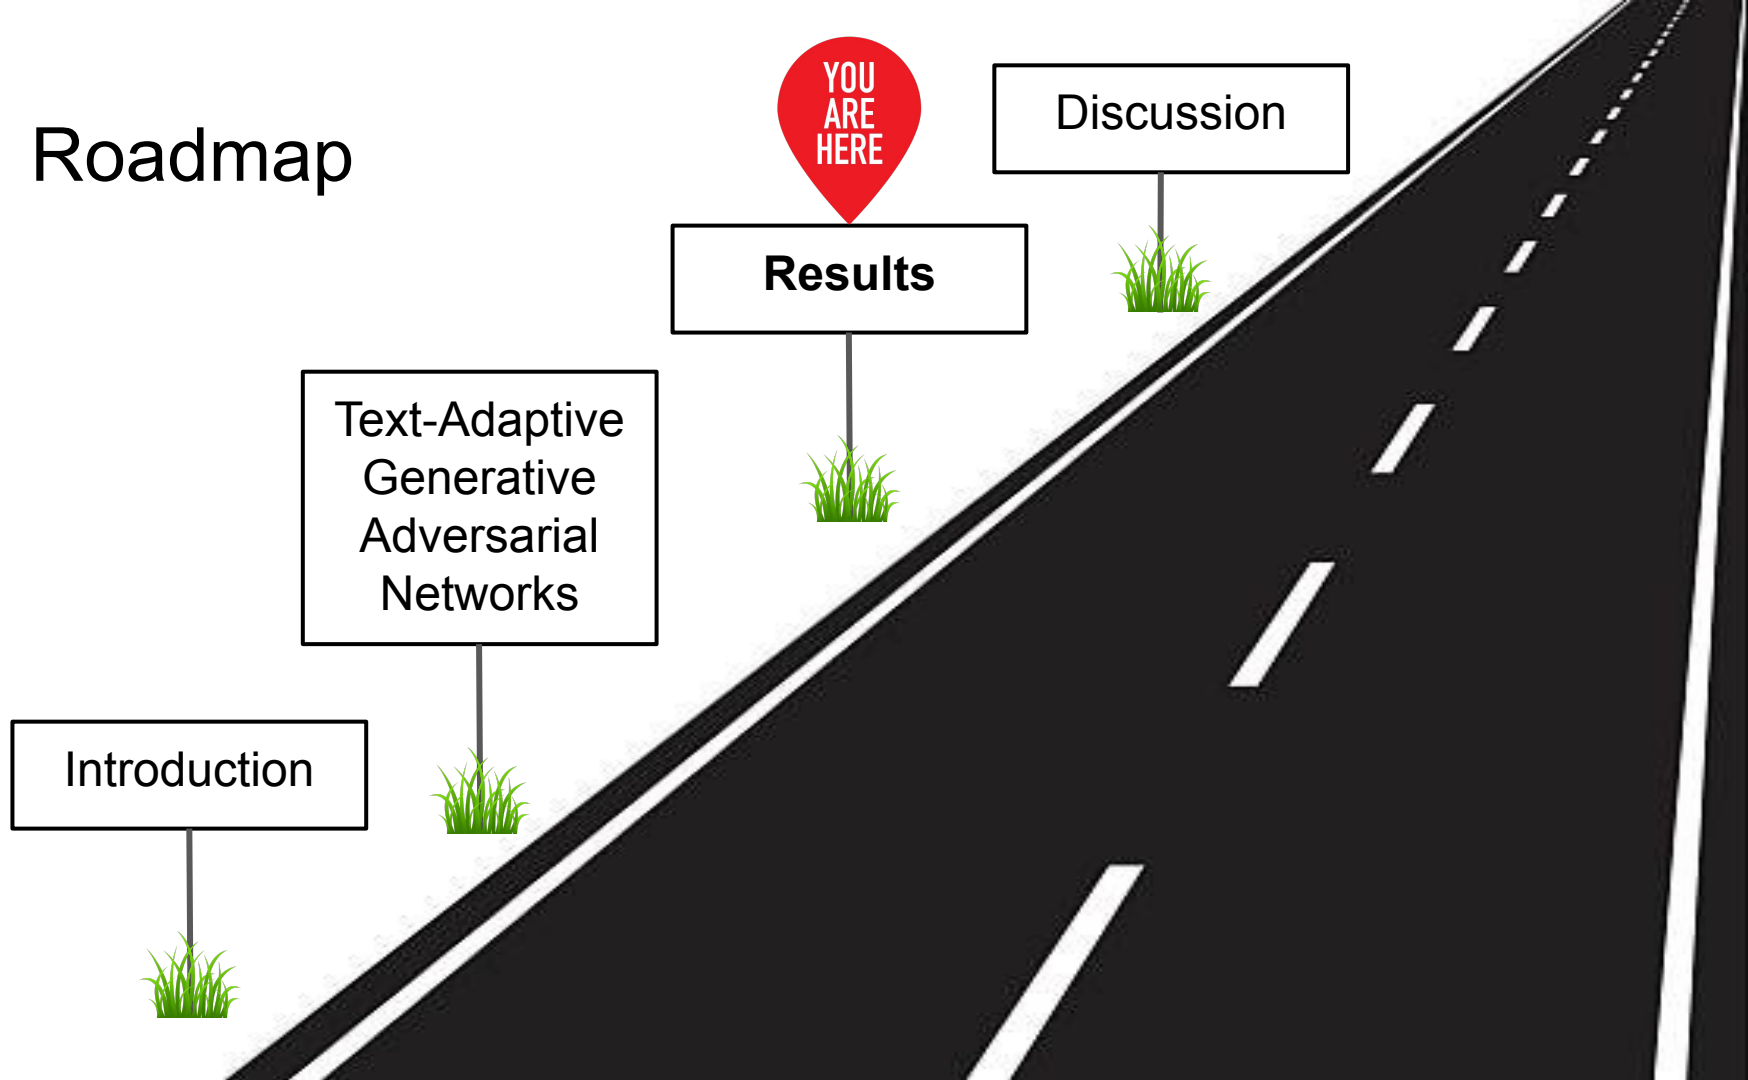 Roadmap
YOU
ARE
HERE
Discussion
Results
Text-Adaptive
Generative
Adversarial
Networks
Introduction